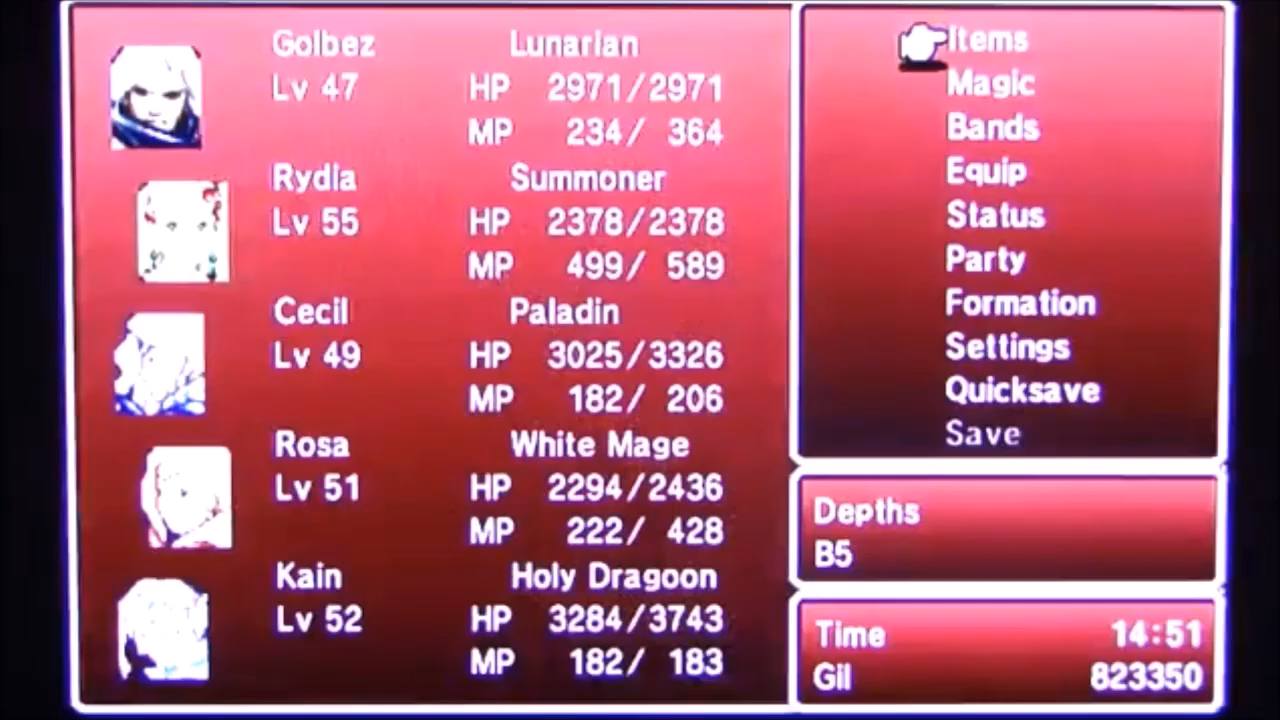 Golbez Lunarian
Lv 47 HP 2971/2971
MP 234/ 364
Rydia Summoner
Lv 55 HP 2378/2378
MP 499/ 589
Cecil Paladin
Lv 49 HP 3025/3326
MP 182/ 206
Rosa White Mage
Lv 51 HP 2294/2436
MP 222/ 428
Kain Holy Dragoon
Lv 52 HP 3284/3743
MP 182/ 183
Items
Magic
Bands
Equip
Status
Party
Formation
Settings
Quicksave
Save
Depths
B5
Time 14:51
Gil 823350